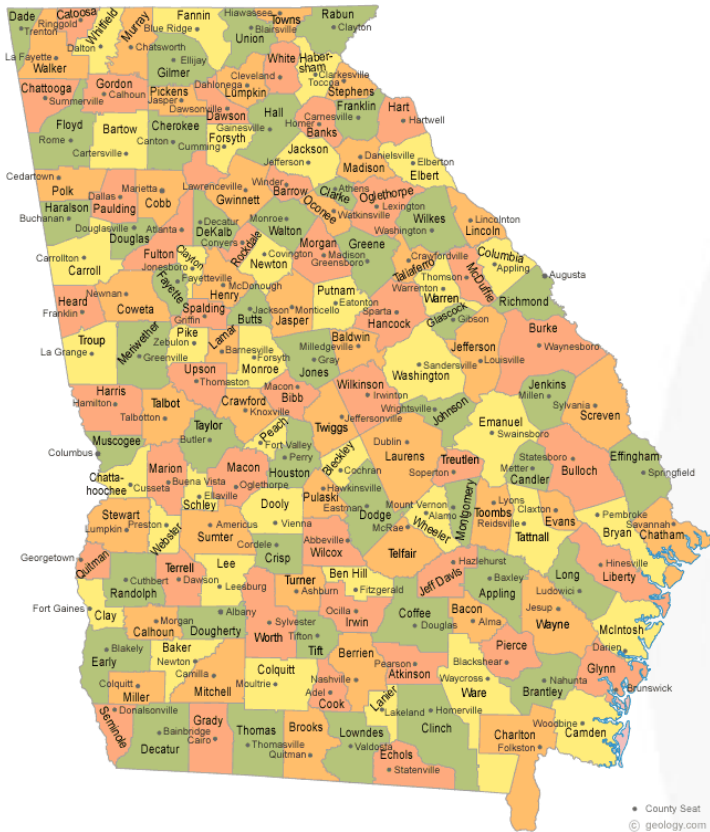 Dade
Catoosa
Ringgold
Trenton
Whitfield
Murray
Fannin
Blue Ridge
Hiawassee
Towns
Blairsville
Union
Rabun
Clayton
Dalton
Chatsworth
La Fayette
Walker
Ellijay
Gilmer
White
Cleveland
Haber-
sham
Clarkesville
Toccoa
Stephens
Chattooga
Summerville
Gordon
Calhoun
Pickens
Jasper
Dahlonega
Lumpkin
Dawsonville
Dawson
Carnesville
Franklin
Hart
Hartwell
Floyd
Rome
Bartow
Cartersville
Cherokee
Canton
Cumming
Forsyth
Gainesville
Hall
Homer
Banks
Jefferson
Jackson
Danielsville
Madison
Elberton
Elbert
Cedartown
Polk
Marietta
Cobb
Dallas
Paulding
Lawrenceville
Gwinnett
Winder
Barrow
Clarke
Athens
Oconee
Watkinsville
Oglethorpe
Lexington
Haralson
Buchanan
Douglasville
Douglas
Atlanta
Decatur
DeKalb
Conyers
Monroe
Walton
Wilkes
Washington
Lincolnton
Lincoln
Carrollton
Carroll
Fulton
Jonesboro
Clayton
Rockdale
Covington
Newton
Morgan
Madison
Greene
Greensboro
Taliaferro
Crawfordville
Thomson
McDuffie
Columbia
Appling
Warrenton
Warren
Augusta
Richmond
Heard
Franklin
Newnan
Coweta
Fayette
Fayetteville
McDonough
Henry
Spalding
Griffin
Butts
Jackson
Monticello
Jasper
Putnam
Eatonton
Sparta
Hancock
Glascock
Gibson
Burke
Waynesboro
Troup
La Grange
Meriwether
Greenville
Pike
Zebulon
Lamar
Barnesville
Forsyth
Monroe
Milledgeville
Baldwin
Gray
Jones
Jefferson
Louisville
Washington
Sandersville
Upson
Thomaston
Harris
Hamilton
Talbot
Talbotton
Crawford
Knoxville
Macon
Bibb
Wilkinson
Irwinton
Wrightsville
Johnson
Jenkins
Millen
Sylvania
Screven
Taylor
Butler
Peach
Fort Valley
Twiggs
Jeffersonville
Emanuel
Swainsboro
Muscogee
Columbus
Chatta-
hoochee
Cusseta
Marion
Buena Vista
Macon
Oglethorpe
Perry
Houston
Bleckley
Cochran
Dublin
Laurens
Treutlen
Soperton
Statesboro
Bulloch
Metter
Candler
Effingham
Springfield
Ellaville
Schley
Dooly
Vienna
Hawkinsville
Pulaski
Eastman
Dodge
McRae
Mount Vernon
Alamo
Wheeler
Montgomery
Lyons
Toombs
Reidsville
Claxton
Evans
Tattnall
Pembroke
Bryan
Savannah
Chatham
Stewart
Lumpkin
Preston
Webster
Americus
Sumter
Cordele
Crisp
Abbeville
Wilcox
Telfair
Georgetown
Quitman
Cuthbert
Randolph
Terrell
Dawson
Lee
Leesburg
Turner
Ashburn
Ben Hill
Fitzgerald
Jeff Davis
Hazlehurst
Baxley
Appling
Long
Ludowici
Hinesville
Liberty
Fort Gaines
Clay
Morgan
Calhoun
Albany
Dougherty
Sylvester
Worth
Tifton
Tift
Ocilla
Irwin
Coffee
Douglas
Bacon
Alma
Jesup
Wayne
McIntosh
Darien
Blakely
Early
Baker
Newton
Camilla
Mitchell
Colquitt
Moultrie
Berrien
Nashville
Pearson
Atkinson
Pierce
Blackshear
Waycross
Ware
Glynn
Brunswick
Nahunta
Brantley
Colquitt
Miller
Adel
Cook
Lanier
Lakeland
Homerville
Clinch
Seminole
Donalsonville
Bainbridge
Decatur
Grady
Cairo
Thomas
Thomasville
Brooks
Quitman
Lowndes
Valdosta
Echols
Statenville
Charlton
Folkston
Woodbine
Camden
County Seat
© geology.com